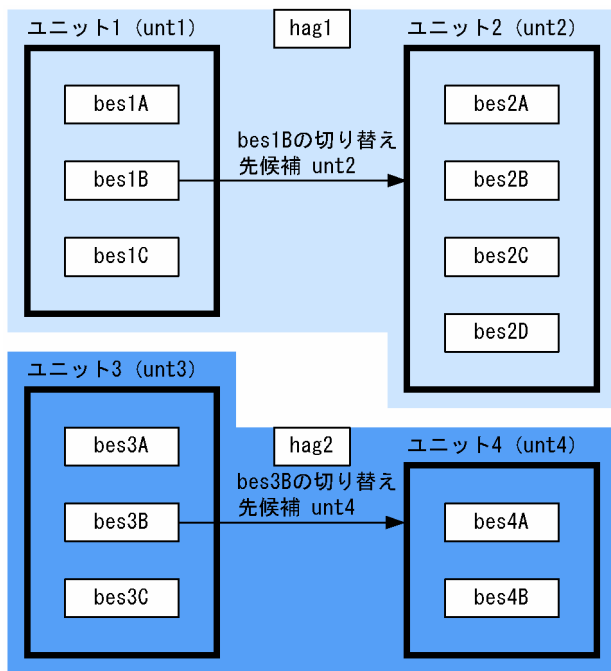 ユニット1 (unt1)
hag1
ユニット2 (unt2)
bes1A
bes1B
bes1C
bes1Bの切り替え
先候補 unt2
bes2A
bes2B
bes2C
bes2D
ユニット3 (unt3)
hag2
ユニット4 (unt4)
bes3A
bes3B
bes3C
bes3Bの切り替え
先候補 unt4
bes4A
bes4B